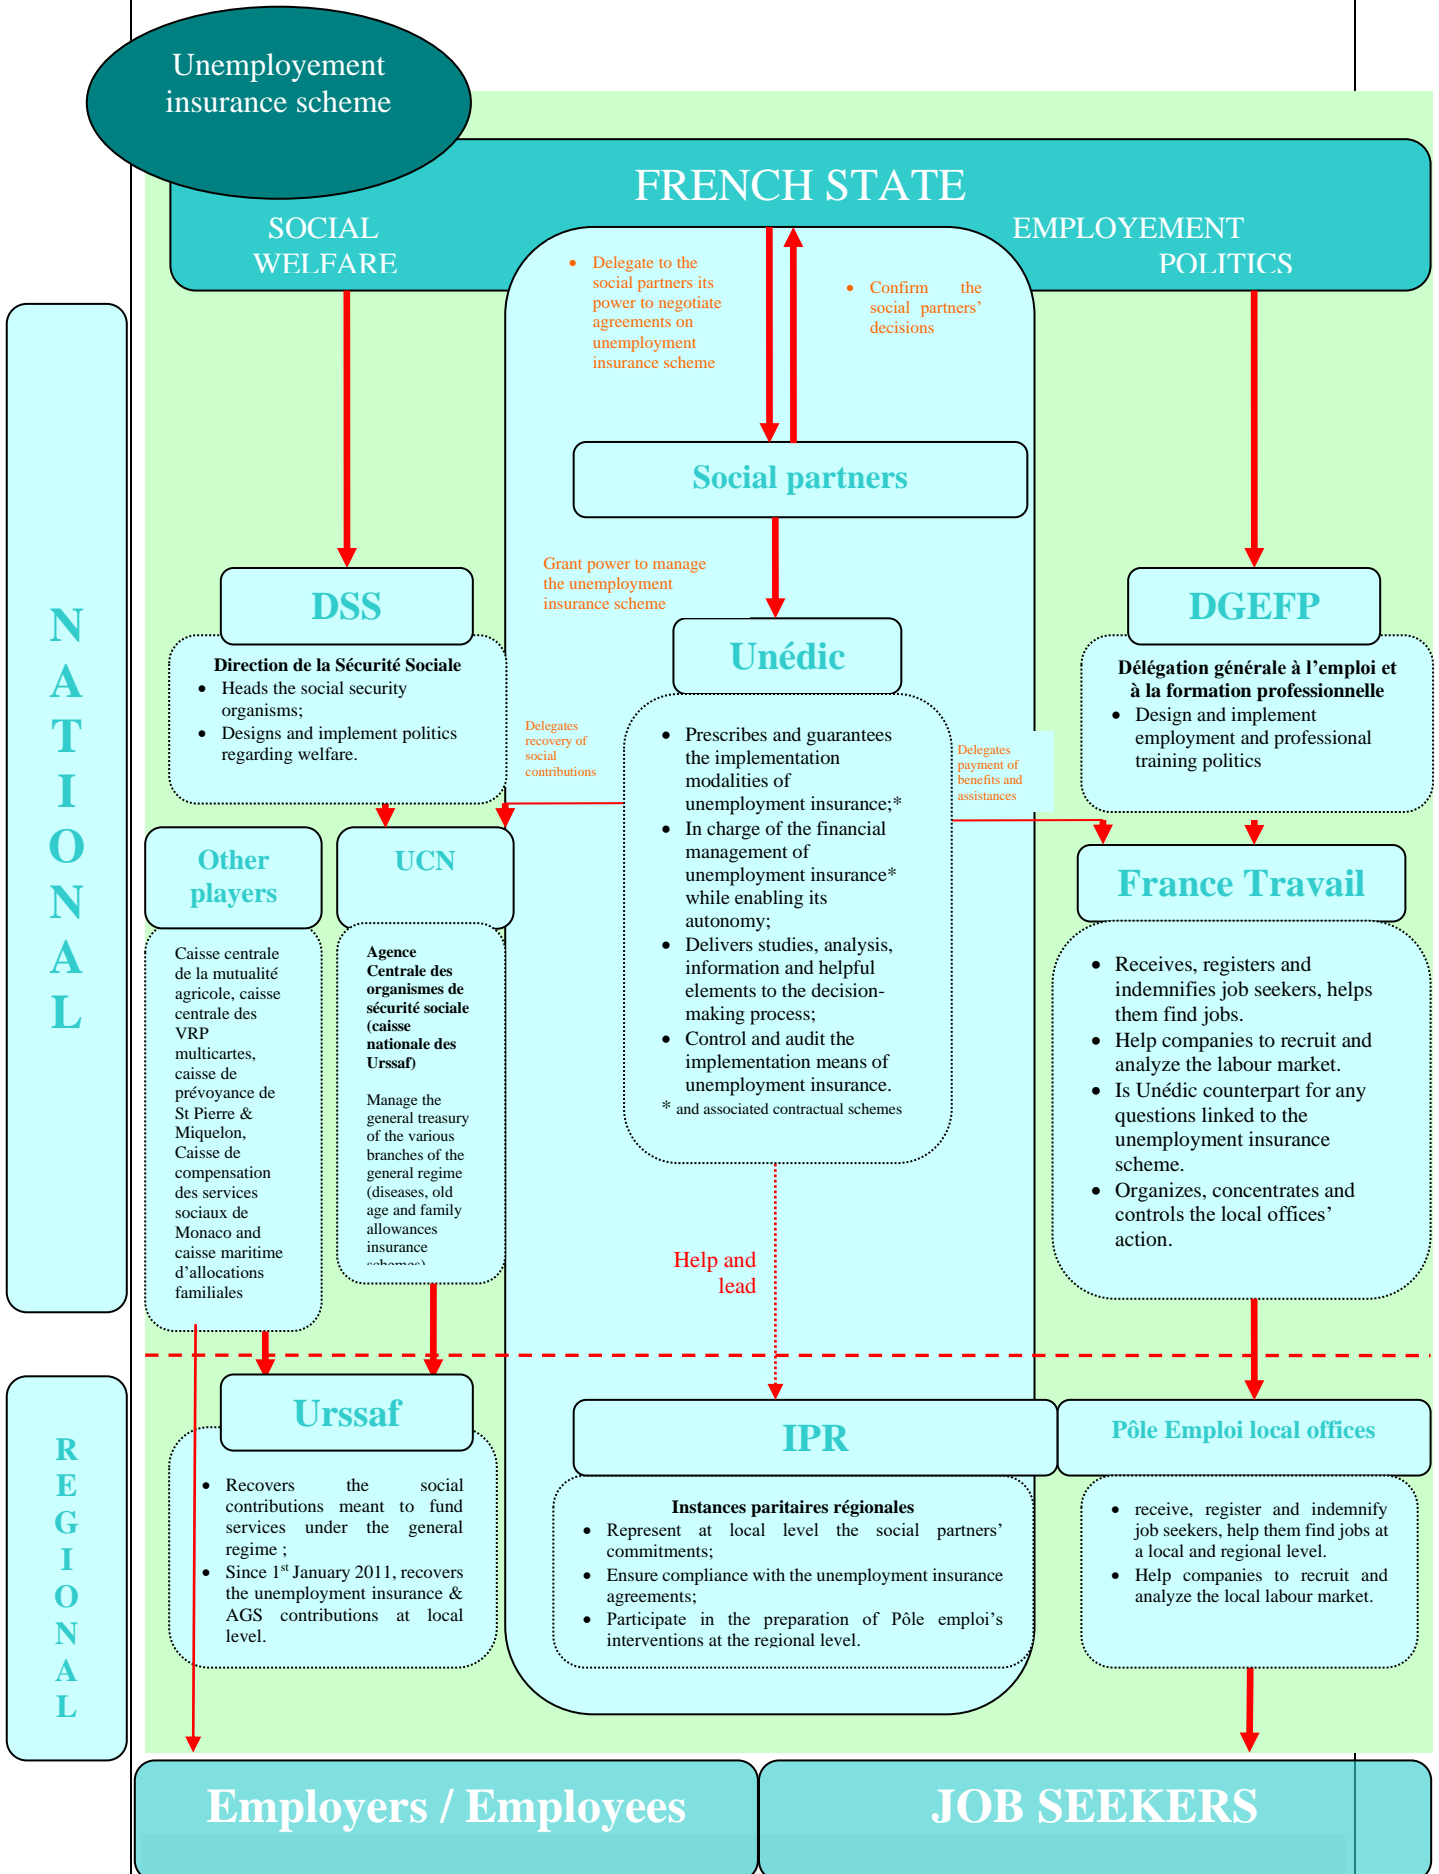 Unemployement
insurance scheme
FRENCH STATE
SOCIAL
WELFARE
EMPLOYEMENT
POLITICS
• Delegate to the
social partners its
power to negotiate
agreements on
unemployment
insurance scheme
• Confirm the
social partners'
decisions
Social partners
Grant power to manage
the unemployment
insurance scheme
NATIONAL
DSS
Direction de la Sécurité Sociale
• Heads the social security
organisms;
• Designs and implement politics
regarding welfare.
Unédic
• Prescribes and guarantees
the implementation
modalities of
unemployment insurance;*
• In charge of the financial
management of
unemployment insurance*
while enabling its
autonomy;
• Delivers studies, analysis,
information and helpful
elements to the decision-
making process;
• Control and audit the
implementation means of
unemployment insurance.
* and associated contractual schemes
DGEFP
Délégation générale à l'emploi et
à la formation professionnelle
• Design and implement
employment and professional
training politics
Delegates
recovery of
social
contributions
Delegates
payment of
benefits and
assistances
Other
players
Caisse centrale
de la mutualité
agricole, caisse
centrale des
VRP
multicartes,
caisse de
prévoyance de
St Pierre &
Miquelon,
Caisse de
compensation
des services
sociaux de
Monaco and
caisse maritime
d'allocations
familiales
UCN
Agence
Centrale des
organismes de
sécurité sociale
(caisse
nationale des
Urssaf)
Manage the
general treasury
of the various
branches of the
general regime
(diseases, old
age and family
allowances
insurance
schemes)
France Travail
• Receives, registers and
indemnifies job seekers, helps
them find jobs.
• Help companies to recruit and
analyze the labour market.
• Is Unédic counterpart for any
questions linked to the
unemployment insurance
scheme.
• Organizes, concentrates and
controls the local offices'
action.
Help and
lead
REGIONAL
Urssaf
• Recovers the social
contributions meant to fund
services under the general
regime ;
• Since 1st January 2011, recovers
the unemployment insurance &
AGS contributions at local
level.
IPR
Instances paritaires régionales
• Represent at local level the social partners'
commitments;
• Ensure compliance with the unemployment insurance
agreements;
• Participate in the preparation of Pôle emploi's
interventions at the regional level.
Pôle Emploi local offices
• receive, register and indemnify
job seekers, help them find jobs at
a local and regional level.
• Help companies to recruit and
analyze the local labour market.
Employers / Employees
JOB SEEKERS